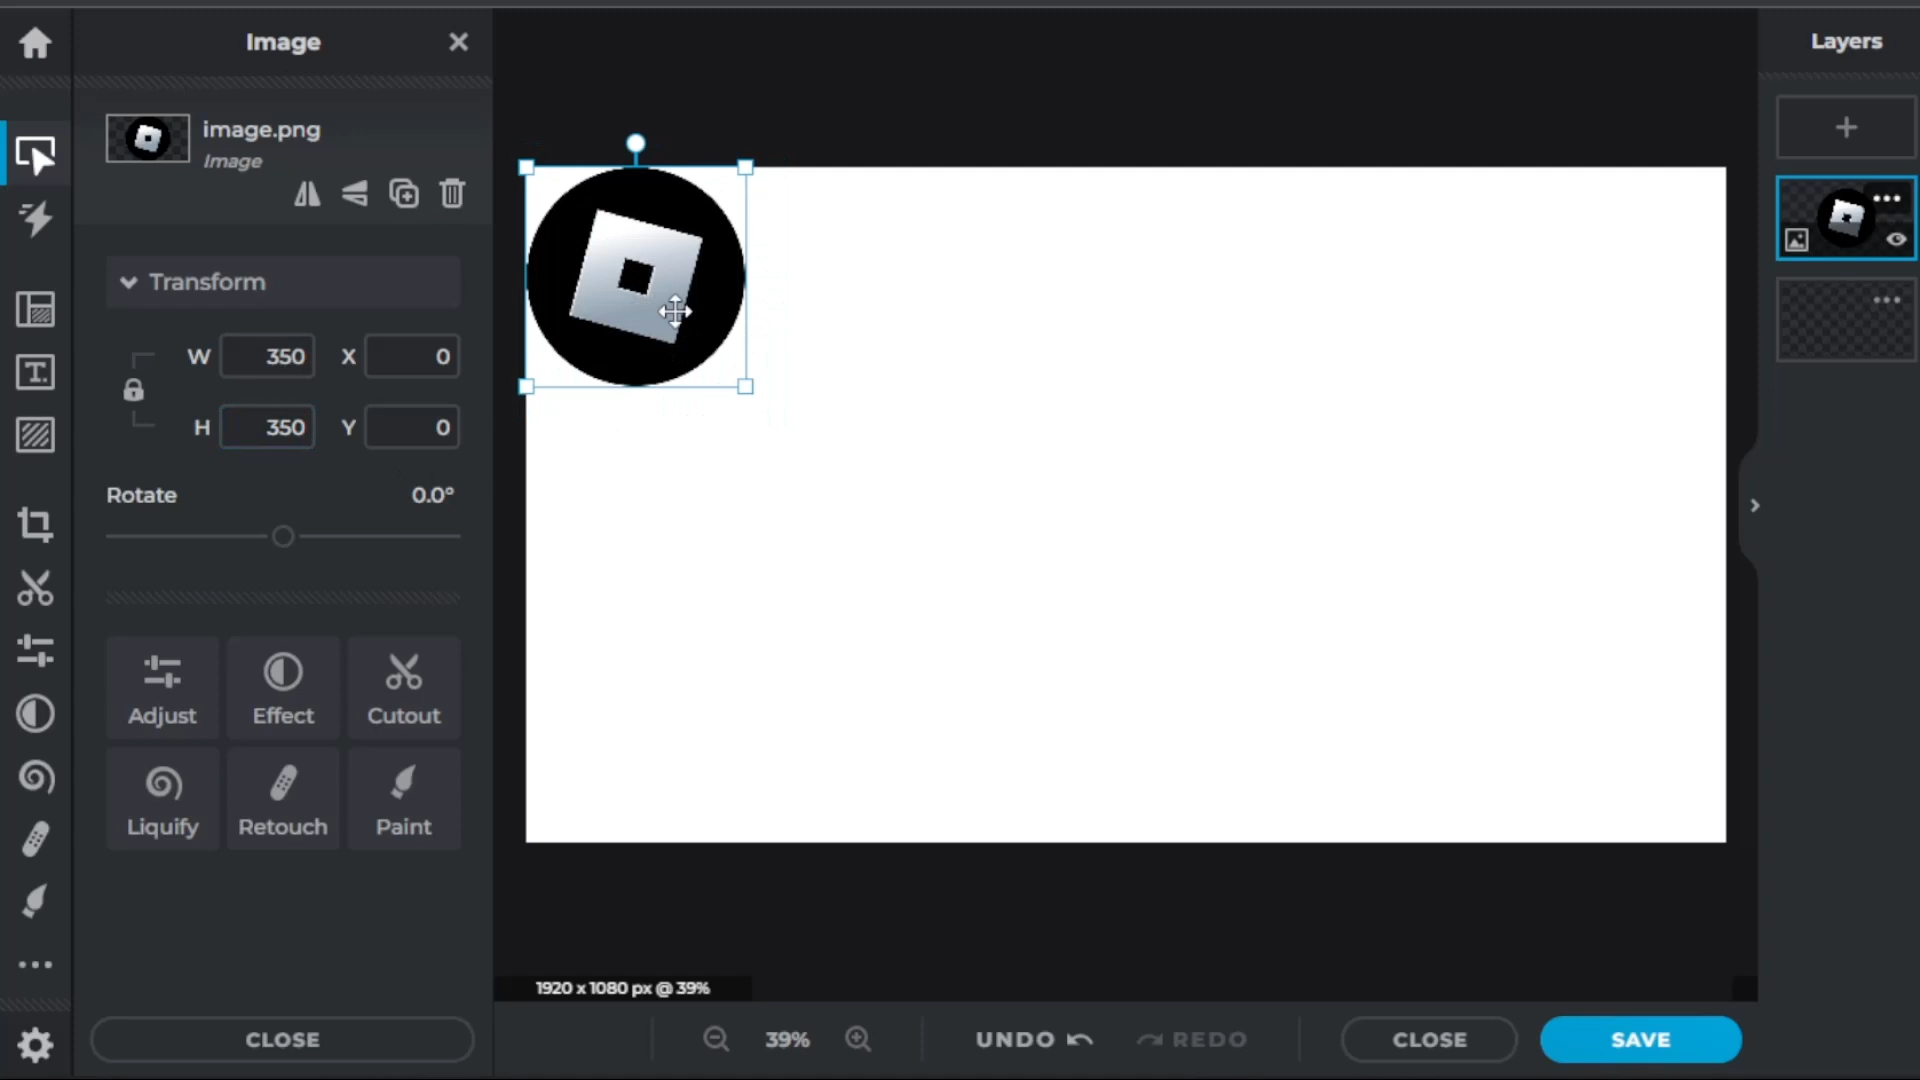 Image
Layers
image.png
Image
Transform
W 350 X 0
H 350 Y 0
Rotate 0.0°
Adjust Effect Cutout
Liquify Retouch Paint
1920 x 1080 px @ 39%
CLOSE
39%
UNDO
REDO
CLOSE
SAVE